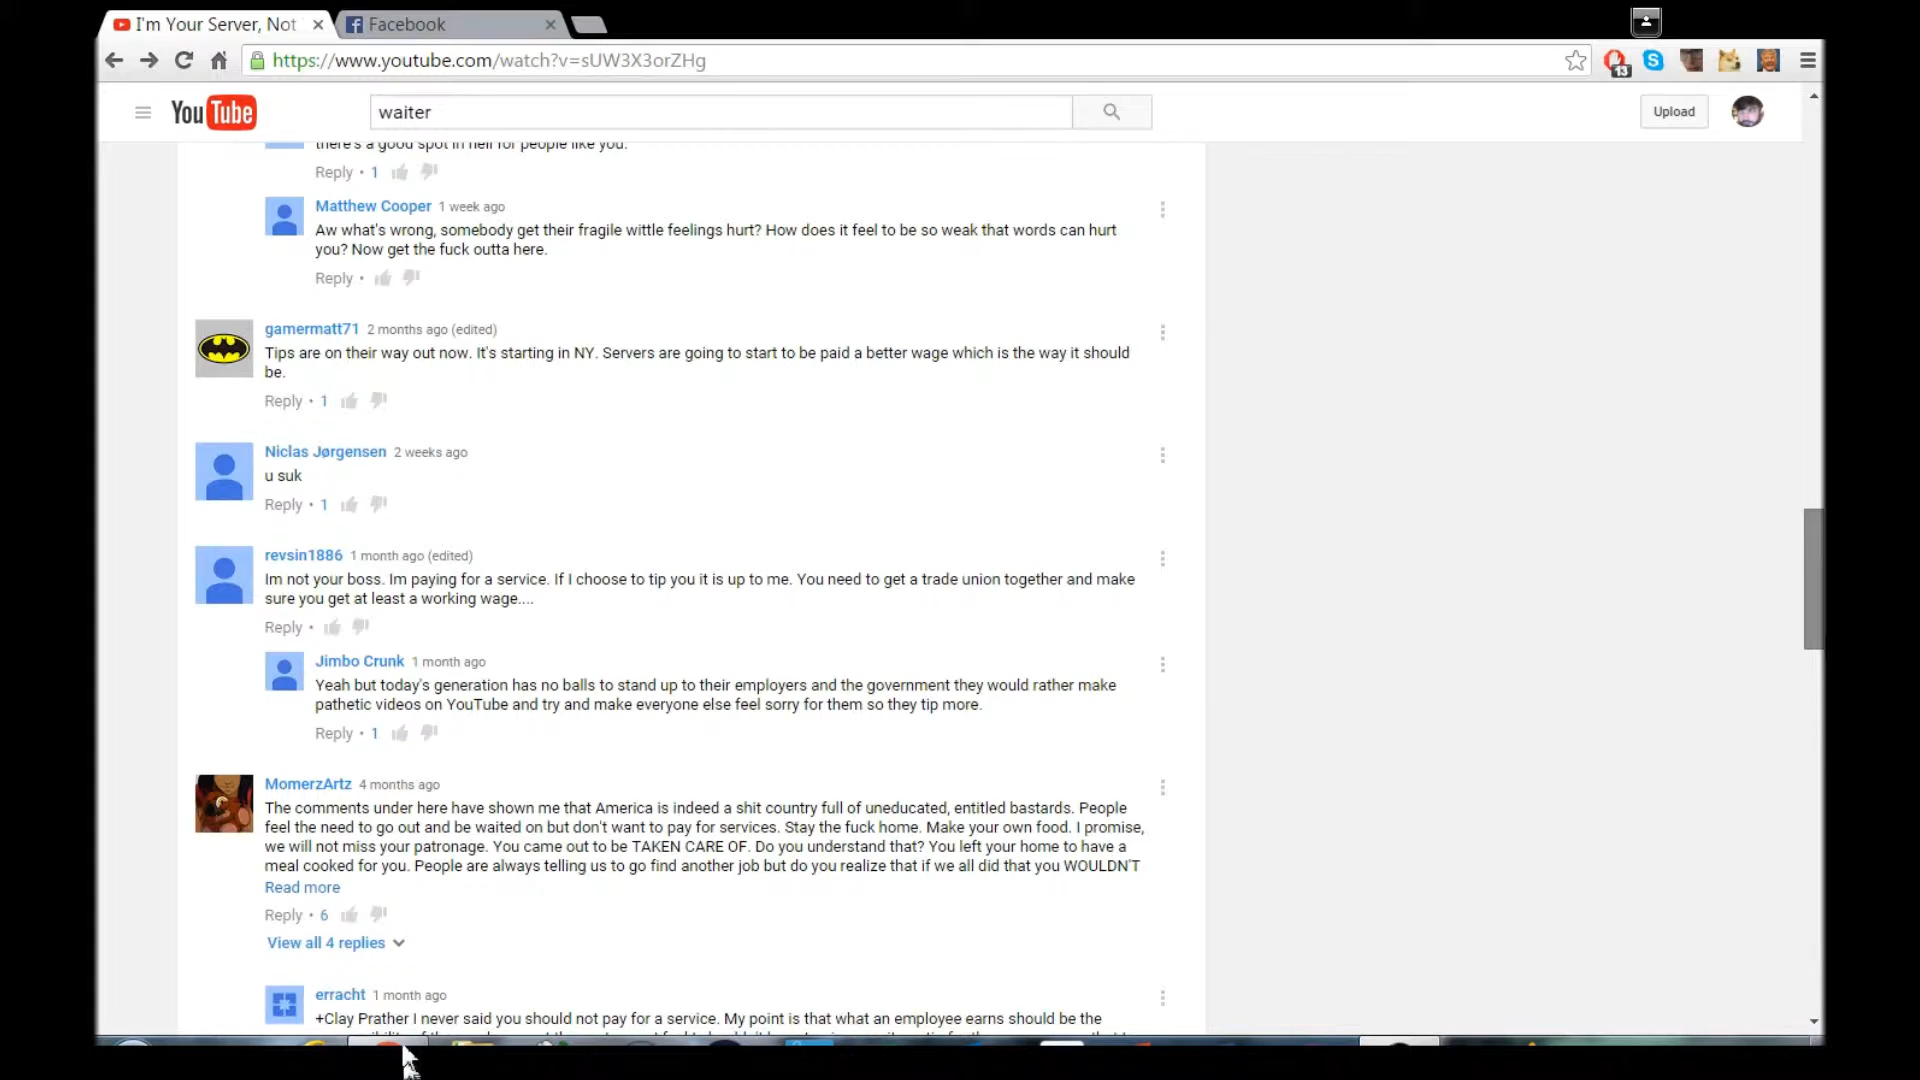 I'm Your Server, Not
Facebook
https://www.youtube.com/watch?v=sUW3X3orZHg
13
YouTube
waiter
Upload
there's a good spot in hell for people like you.
Reply • 1
Matthew Cooper 1 week ago
Aw what's wrong, somebody get their fragile wittle feelings hurt? How does it feel to be so weak that words can hurt
you? Now get the fuck outta here.
Reply •
gamermatt71 2 months ago (edited)
Tips are on their way out now. It's starting in NY. Servers are going to start to be paid a better wage which is the way it should
be.
Reply • 1
Niclas Jørgensen 2 weeks ago
u suk
Reply • 1
revsin1886 1 month ago (edited)
Im not your boss. Im paying for a service. If I choose to tip you it is up to me. You need to get a trade union together and make
sure you get at least a working wage....
Reply •
Jimbo Crunk 1 month ago
Yeah but today's generation has no balls to stand up to their employers and the government they would rather make
pathetic videos on YouTube and try and make everyone else feel sorry for them so they tip more.
Reply • 1
MomerzArtz 4 months ago
The comments under here have shown me that America is indeed a shit country full of uneducated, entitled bastards. People
feel the need to go out and be waited on but don't want to pay for services. Stay the fuck home. Make your own food. I promise,
we will not miss your patronage. You came out to be TAKEN CARE OF. Do you understand that? You left your home to have a
meal cooked for you. People are always telling us to go find another job but do you realize that if we all did that you WOULDN'T
Read more
Reply • 6
View all 4 replies
erracht 1 month ago
+Clay Prather I never said you should not pay for a service. My point is that what an employee earns should be the